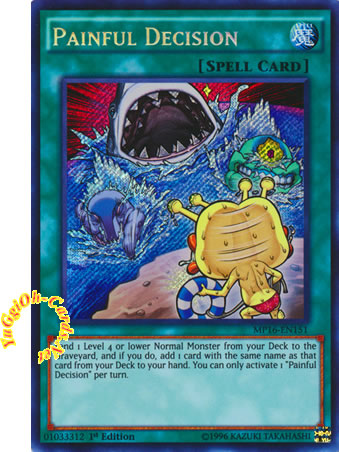 PAINFUL DECISION
魔
[SPELL CARD]
MP16-EN151
Send 1 Level 4 or lower Normal Monster from your Deck to the
Graveyard, and if you do, add 1 card with the same name as that
card from your Deck to your hand. You can only activate 1 "Painful
Decision" per turn.
01033312 1st Edition
©1996 KAZUKI TAKAHASHI